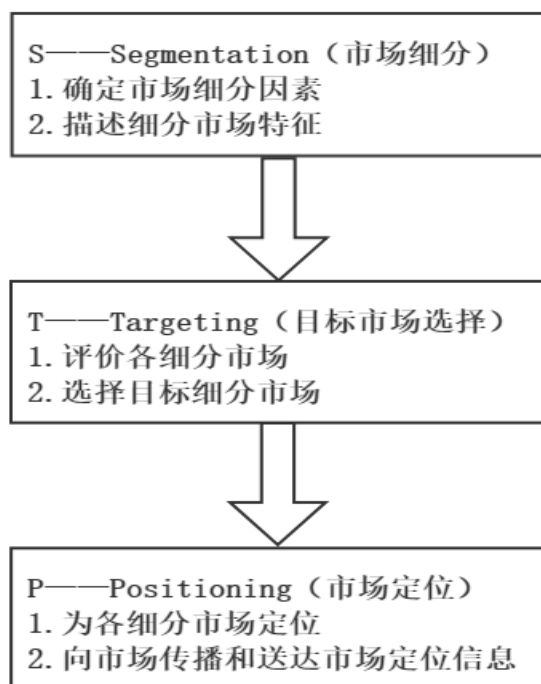 S——Segmentation（市场细分）
1.确定市场细分因素
2.描述细分市场特征
T——Targeting（目标市场选择）
1.评价各细分市场
2.选择目标细分市场
P——Positioning（市场定位）
1.为各细分市场定位
2.向市场传播和送达市场定位信息